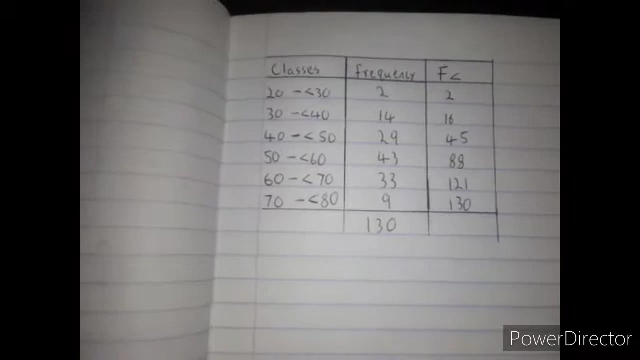 Classes Frequency F<
20 -<30 2 2
30 -<40 14 16
40 -<50 29 45
50 -<60 43 88
60 -<70 33 121
70 -<80 9 130
130
PowerDirector